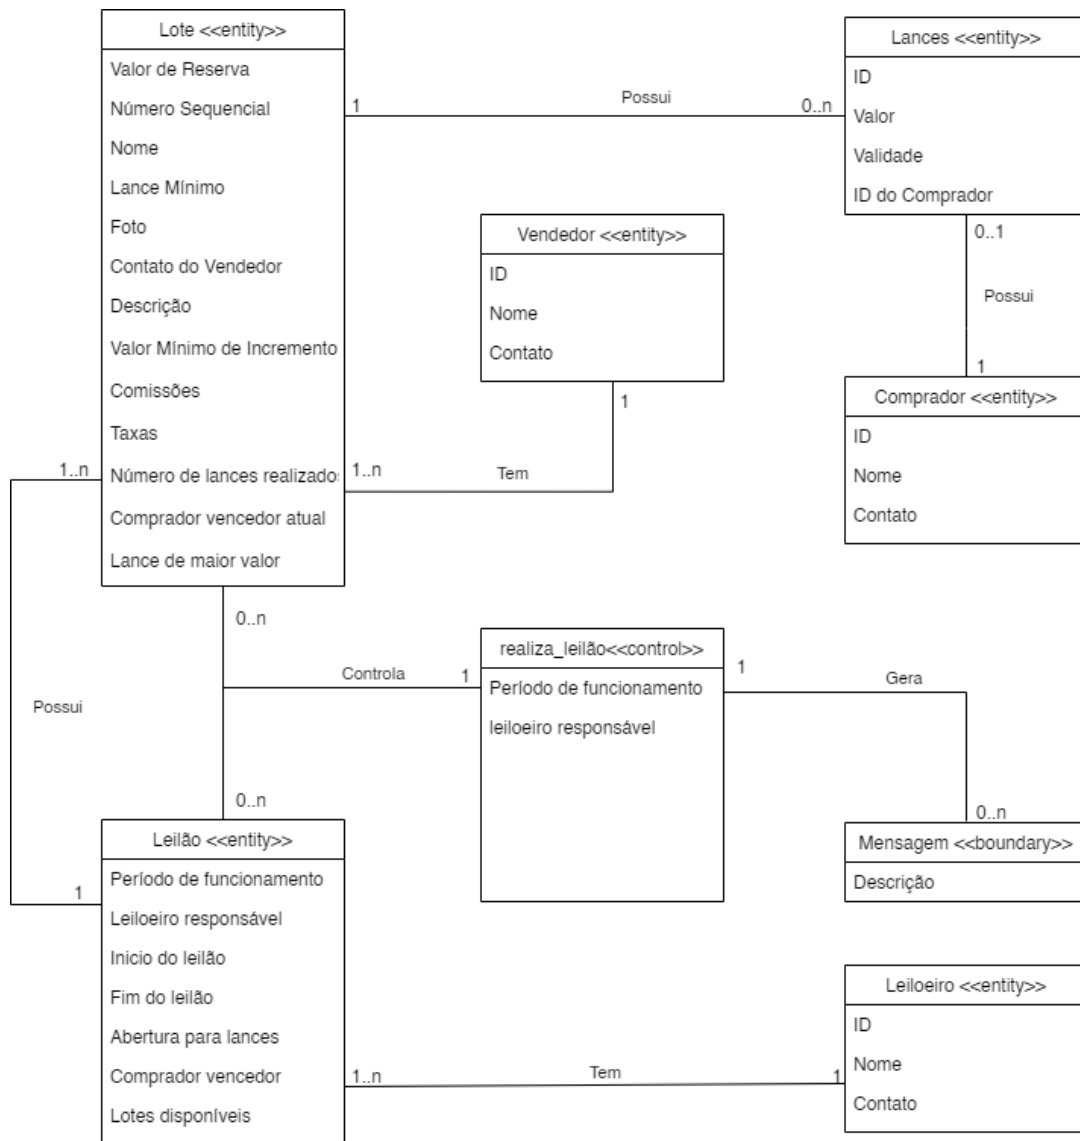 Lote <<entity>>
Valor de Reserva
Número Sequencial
Nome
Lance Mínimo
Foto
Contato do Vendedor
Descrição
Valor Mínimo de Incremento
Comissões
Taxas
Número de lances realizado
Comprador vencedor atual
Lance de maior valor
1
Possui
0..n
Lances <<entity>>
ID
Valor
Validade
ID do Comprador
0..1
Possui
1
Vendedor <<entity>>
ID
Nome
Contato
1
Tem
1..n
Comprador <<entity>>
ID
Nome
Contato
1..n
Possui
1
0..n
Controla
1
0..n
realiza_leilão<<control>>
Período de funcionamento
leiloeiro responsável
1
Gera
0..n
Mensagem <<boundary>>
Descrição
Leilão <<entity>>
Período de funcionamento
Leiloeiro responsável
Inicio do leilão
Fim do leilão
Abertura para lances
Comprador vencedor
Lotes disponíveis
1..n
Tem
1
Leiloeiro <<entity>>
ID
Nome
Contato